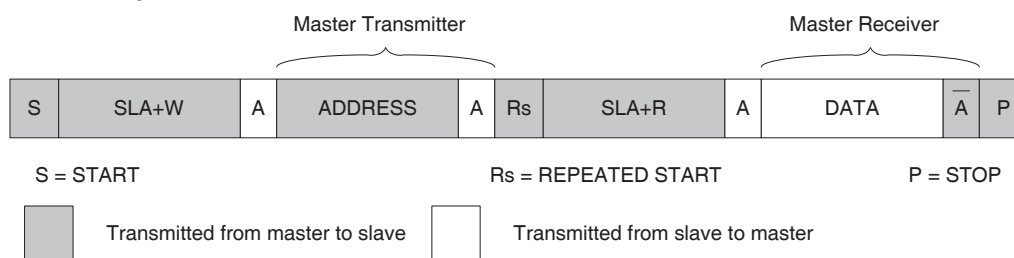 Master Transmitter Master Receiver
S SLA+W A ADDRESS A Rs SLA+R A DATA A̅ P
S = START Rs = REPEATED START P = STOP
Transmitted from master to slave Transmitted from slave to master